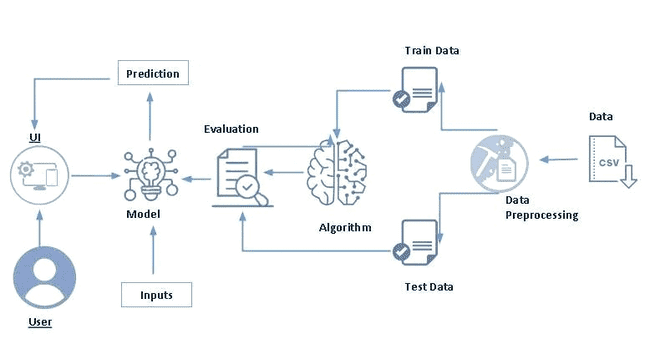 Train Data
Prediction
Data
Evaluation
UI
CSV
Model
Data
Preprocessing
Algorithm
Inputs
Test Data
User